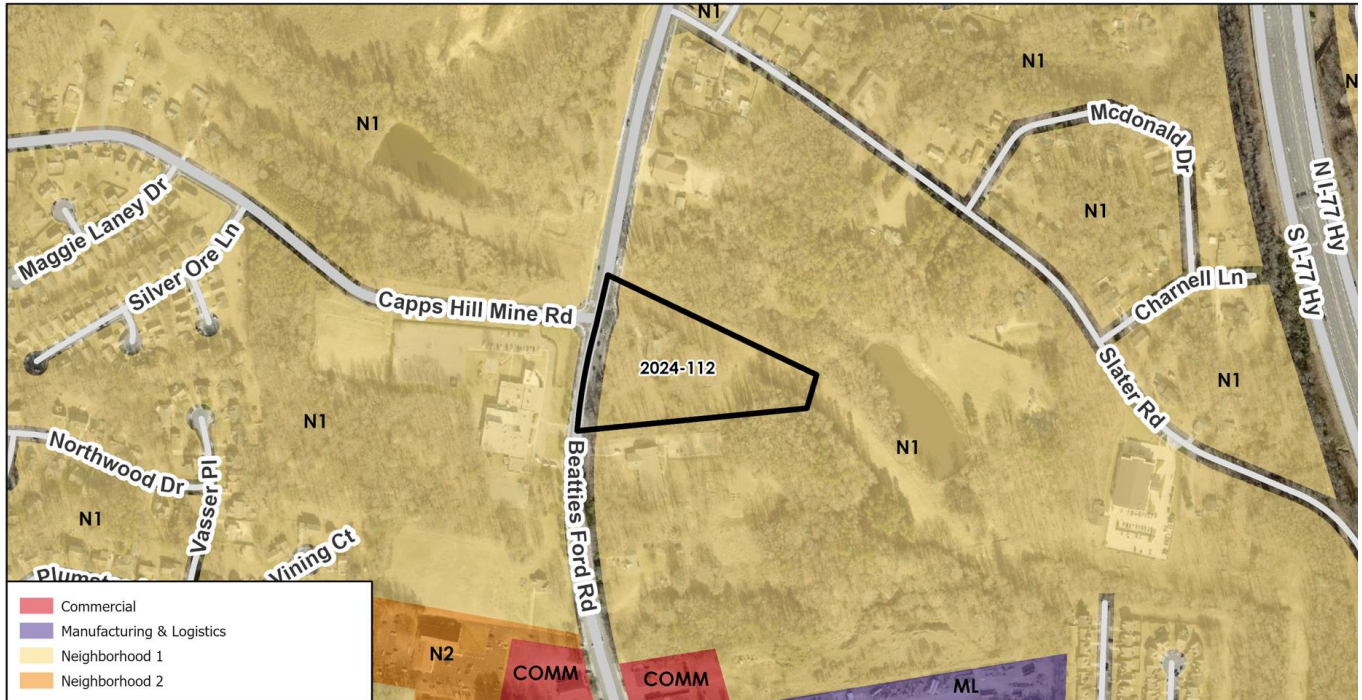 N1
N1
N
N1
Mcdonald Dr
N I-77 Hy
S I-77 Hy
N1
Maggie Laney Dr
Silver Ore Ln
Capps Hill Mine Rd
Charnell Ln
2024-112
Slater Rd
N1
N1
N1
Northwood Dr
Vasser Pl
N1
Beatties Ford Rd
Vining Ct
Commercial
Manufacturing & Logistics
Neighborhood 1
Neighborhood 2
N2
COMM
COMM
ML